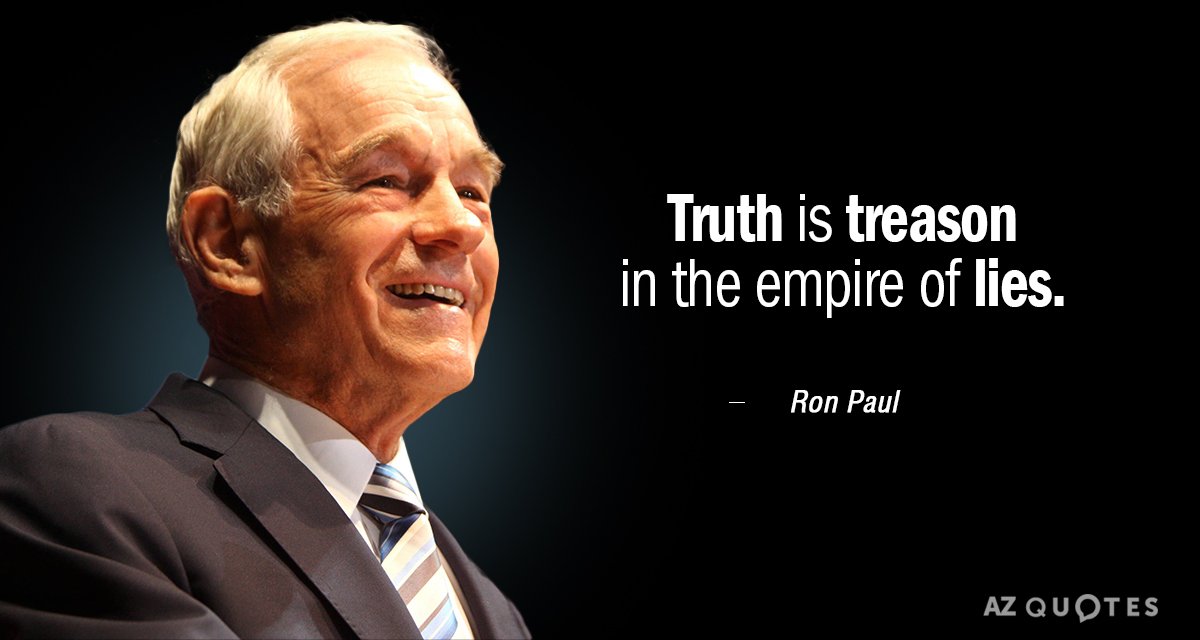 Truth is treason
in the empire of lies.
– Ron Paul
AZ QUOTES